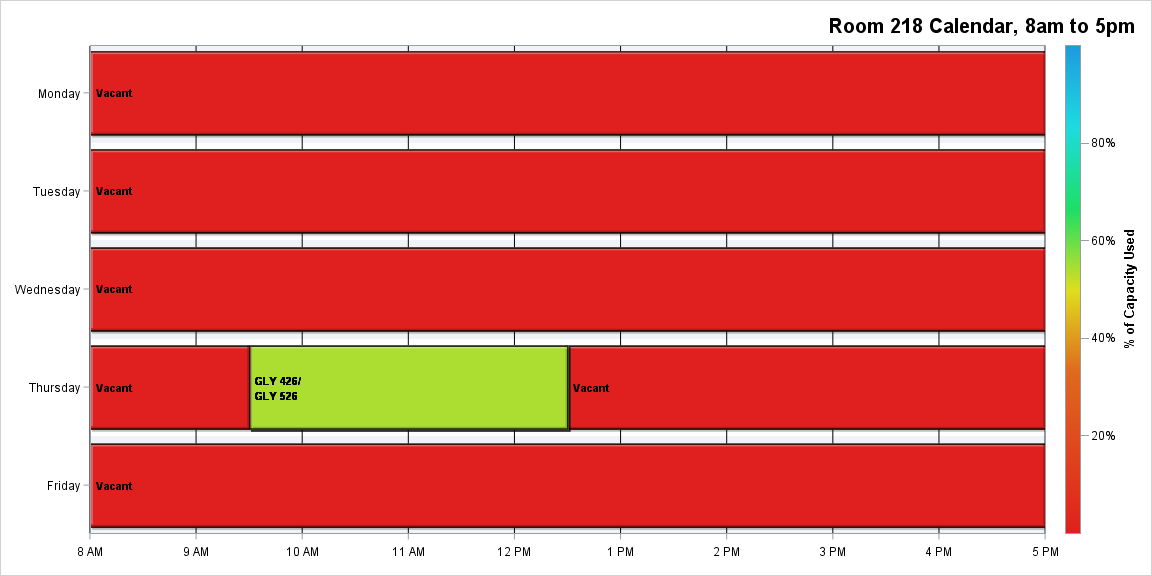 Room 218 Calendar, 8am to 5pm
Monday
Vacant
Tuesday
Vacant
Wednesday
Vacant
Thursday
Vacant
GLY 426/
GLY 526
Vacant
Friday
Vacant
8 AM
9 AM
10 AM
11 AM
12 PM
1 PM
2 PM
3 PM
4 PM
5 PM
80%
60%
40%
20%
% of Capacity Used